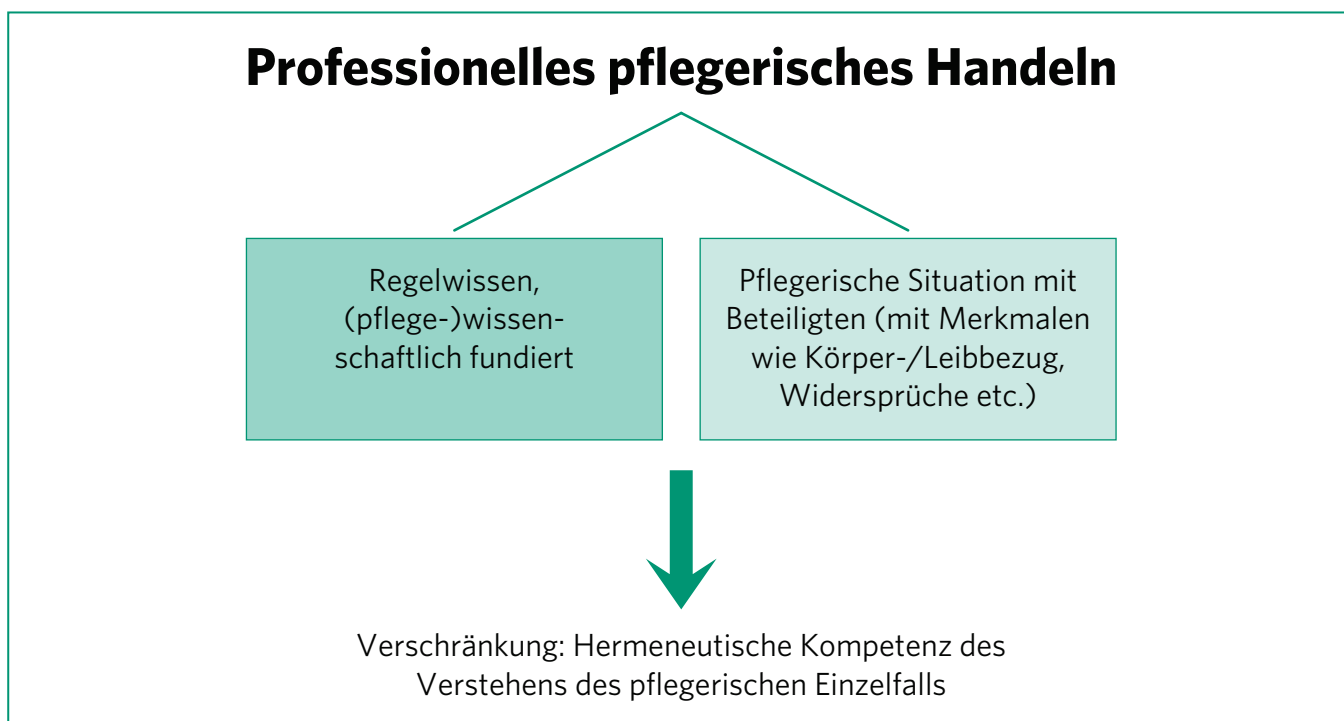 Professionelles pflegerisches Handeln
Regelwissen,
(pflege-)wissen-
schaftlich fundiert
Pflegerische Situation mit
Beteiligten (mit Merkmalen
wie Körper-/Leibbezug,
Widersprüche etc.)
Verschränkung: Hermeneutische Kompetenz des
Verstehens des pflegerischen Einzelfalls